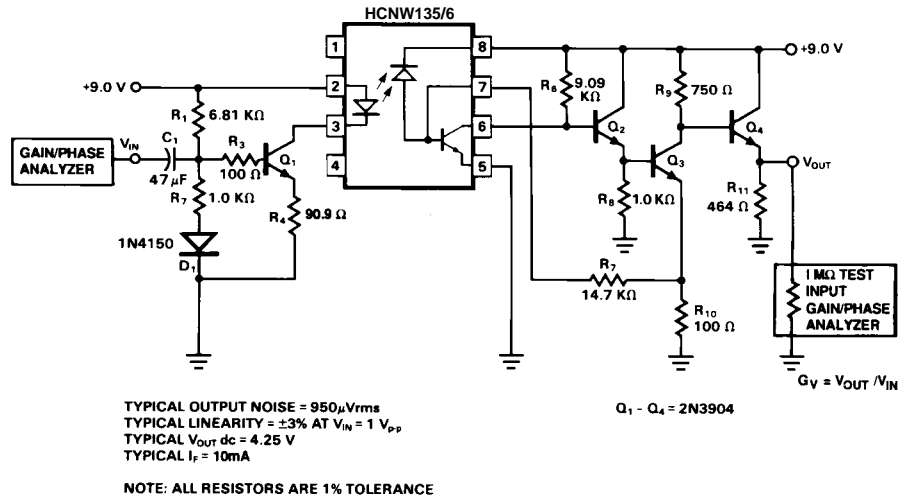 HCNW135/6
1
2
3
4
8
7
6
5
+9.0 V
+9.0 V
R1
6.81 KΩ
GAIN/PHASE
ANALYZER
VIN
C1
47 μF
R3
100 Ω
Q1
R7
1.0 KΩ
R4
90.9 Ω
1N4150
D1
R6
9.09
KΩ
Q2
R9
750 Ω
Q4
Q3
VOUT
R8
1.0 KΩ
R11
464 Ω
R7
14.7 KΩ
R10
100 Ω
1 MΩ TEST
INPUT
GAIN/PHASE
ANALYZER
GV = VOUT /VIN
TYPICAL OUTPUT NOISE = 950μVrms
TYPICAL LINEARITY = ±3% AT VIN = 1 Vp-p
TYPICAL VOUT dc = 4.25 V
TYPICAL IF = 10mA
Q1 - Q4 = 2N3904
NOTE: ALL RESISTORS ARE 1% TOLERANCE